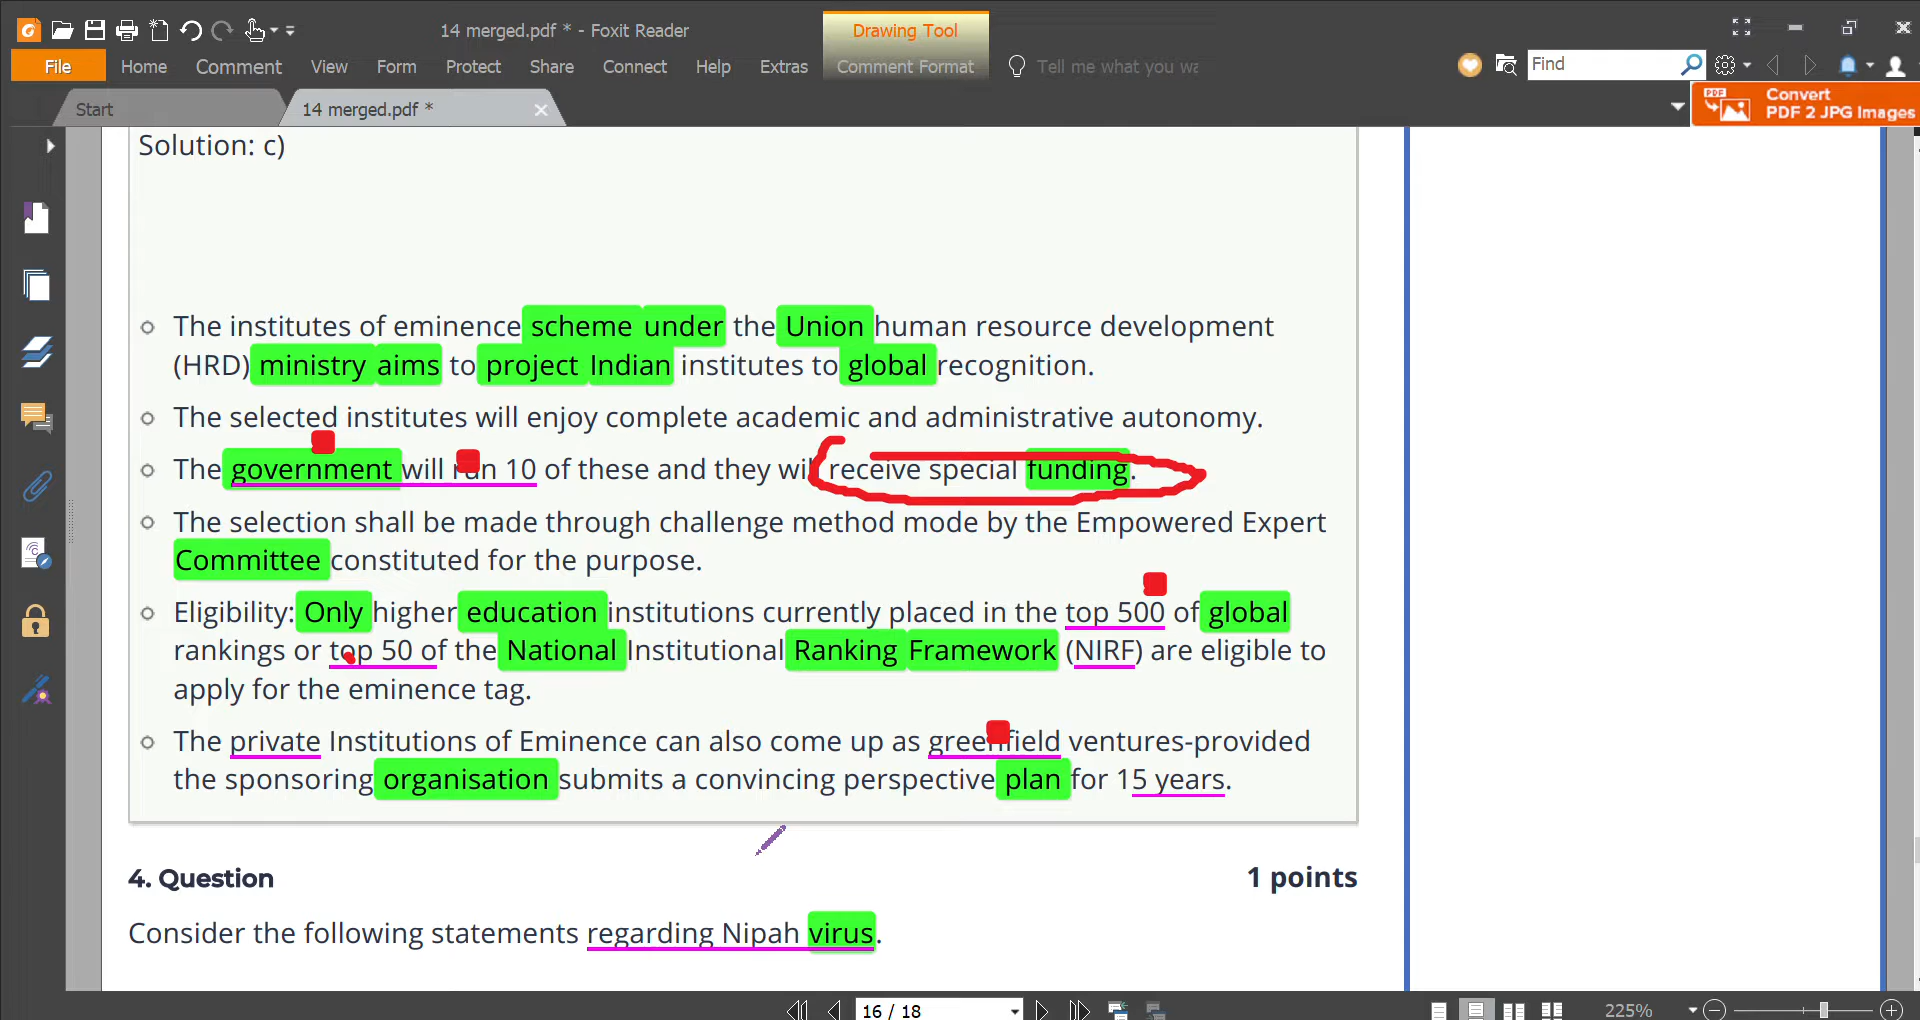 14 merged.pdf * - Foxit Reader
Drawing Tool
File Home Comment View Form Protect Share Connect Help Extras Comment Format Tell me what you wa Find
Start 14 merged.pdf * Convert
PDF 2 JPG Images
Solution: c)
The institutes of eminence scheme under the Union human resource development
(HRD) ministry aims to project Indian institutes to global recognition.
The selected institutes will enjoy complete academic and administrative autonomy.
The government will run 10 of these and they will receive special funding.
The selection shall be made through challenge method mode by the Empowered Expert
Committee constituted for the purpose.
Eligibility: Only higher education institutions currently placed in the top 500 of global
rankings or top 50 of the National Institutional Ranking Framework (NIRF) are eligible to
apply for the eminence tag.
The private Institutions of Eminence can also come up as greenfield ventures-provided
the sponsoring organisation submits a convincing perspective plan for 15 years.
4. Question 1 points
Consider the following statements regarding Nipah virus.
16 / 18 225%